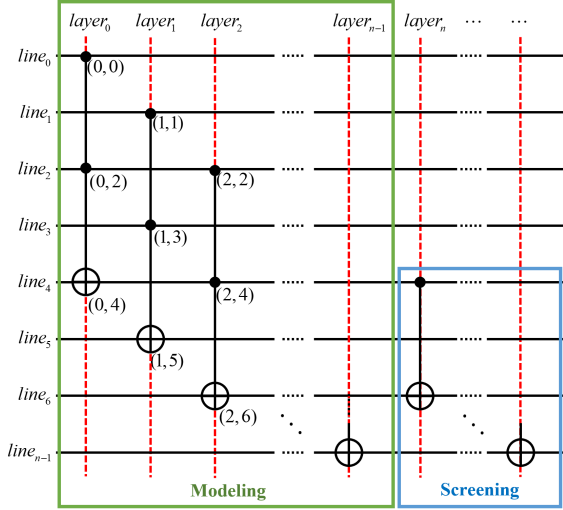 layer₀ layer₁ layer₂ layerₙ₋₁ layerₙ ⋯ ⋯
line₀
(0, 0)
line₁
(1,1)
line₂
(0, 2) (2, 2)
line₃
(1, 3)
line₄
(0, 4) (2, 4)
line₅
(1, 5)
line₆
(2, 6)
lineₙ₋₁
Modeling Screening